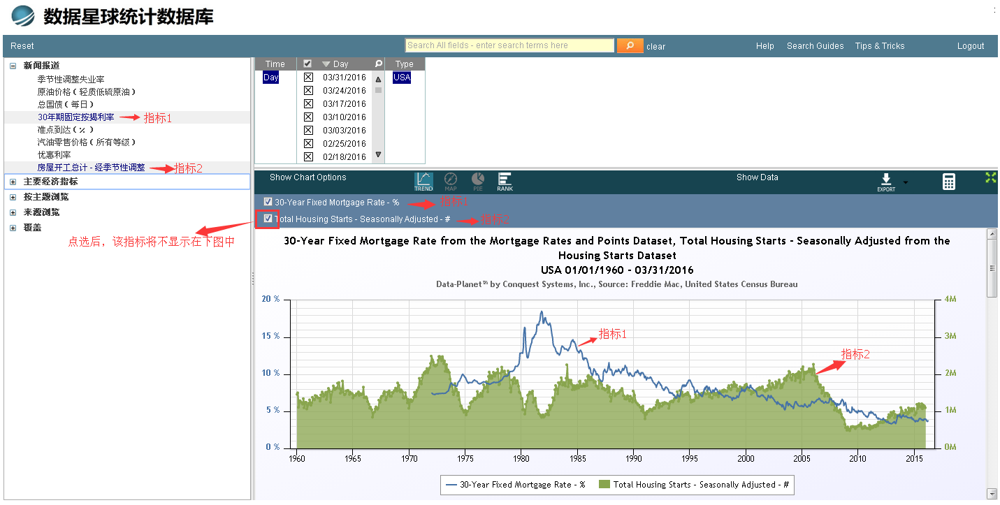 数据星球统计数据库
Reset
Search All fields - enter search terms here
clear
Help
Search Guides
Tips & Tricks
Logout
新闻报道
季节性调整失业率
原油价格（轻质低硫原油）
总国债（每日）
30年期固定按揭利率
指标1
准点到达（%）
汽油零售价格（所有等级）
优惠利率
房屋开工总计 - 经季节性调整
指标2
主要经济指标
按主题浏览
来源浏览
覆盖
点选后，该指标将不显示在下图中
Time
Day
Type
Day
USA
03/31/2016
03/24/2016
03/17/2016
03/10/2016
03/03/2016
02/25/2016
02/18/2016
Show Chart Options
TREND
MAP
PIE
RANK
Show Data
EXPORT
30-Year Fixed Mortgage Rate - %
指标1
Total Housing Starts - Seasonally Adjusted - #
指标2
30-Year Fixed Mortgage Rate from the Mortgage Rates and Points Dataset, Total Housing Starts - Seasonally Adjusted from the
Housing Starts Dataset
USA 01/01/1960 - 03/31/2016
Data-Planet™ by Conquest Systems, Inc., Source: Freddie Mac, United States Census Bureau
20 %
15 %
10 %
5 %
0 %
4M
3M
2M
1M
0M
指标1
指标2
1960
1965
1970
1975
1980
1985
1990
1995
2000
2005
2010
2015
30-Year Fixed Mortgage Rate - %
Total Housing Starts - Seasonally Adjusted - #